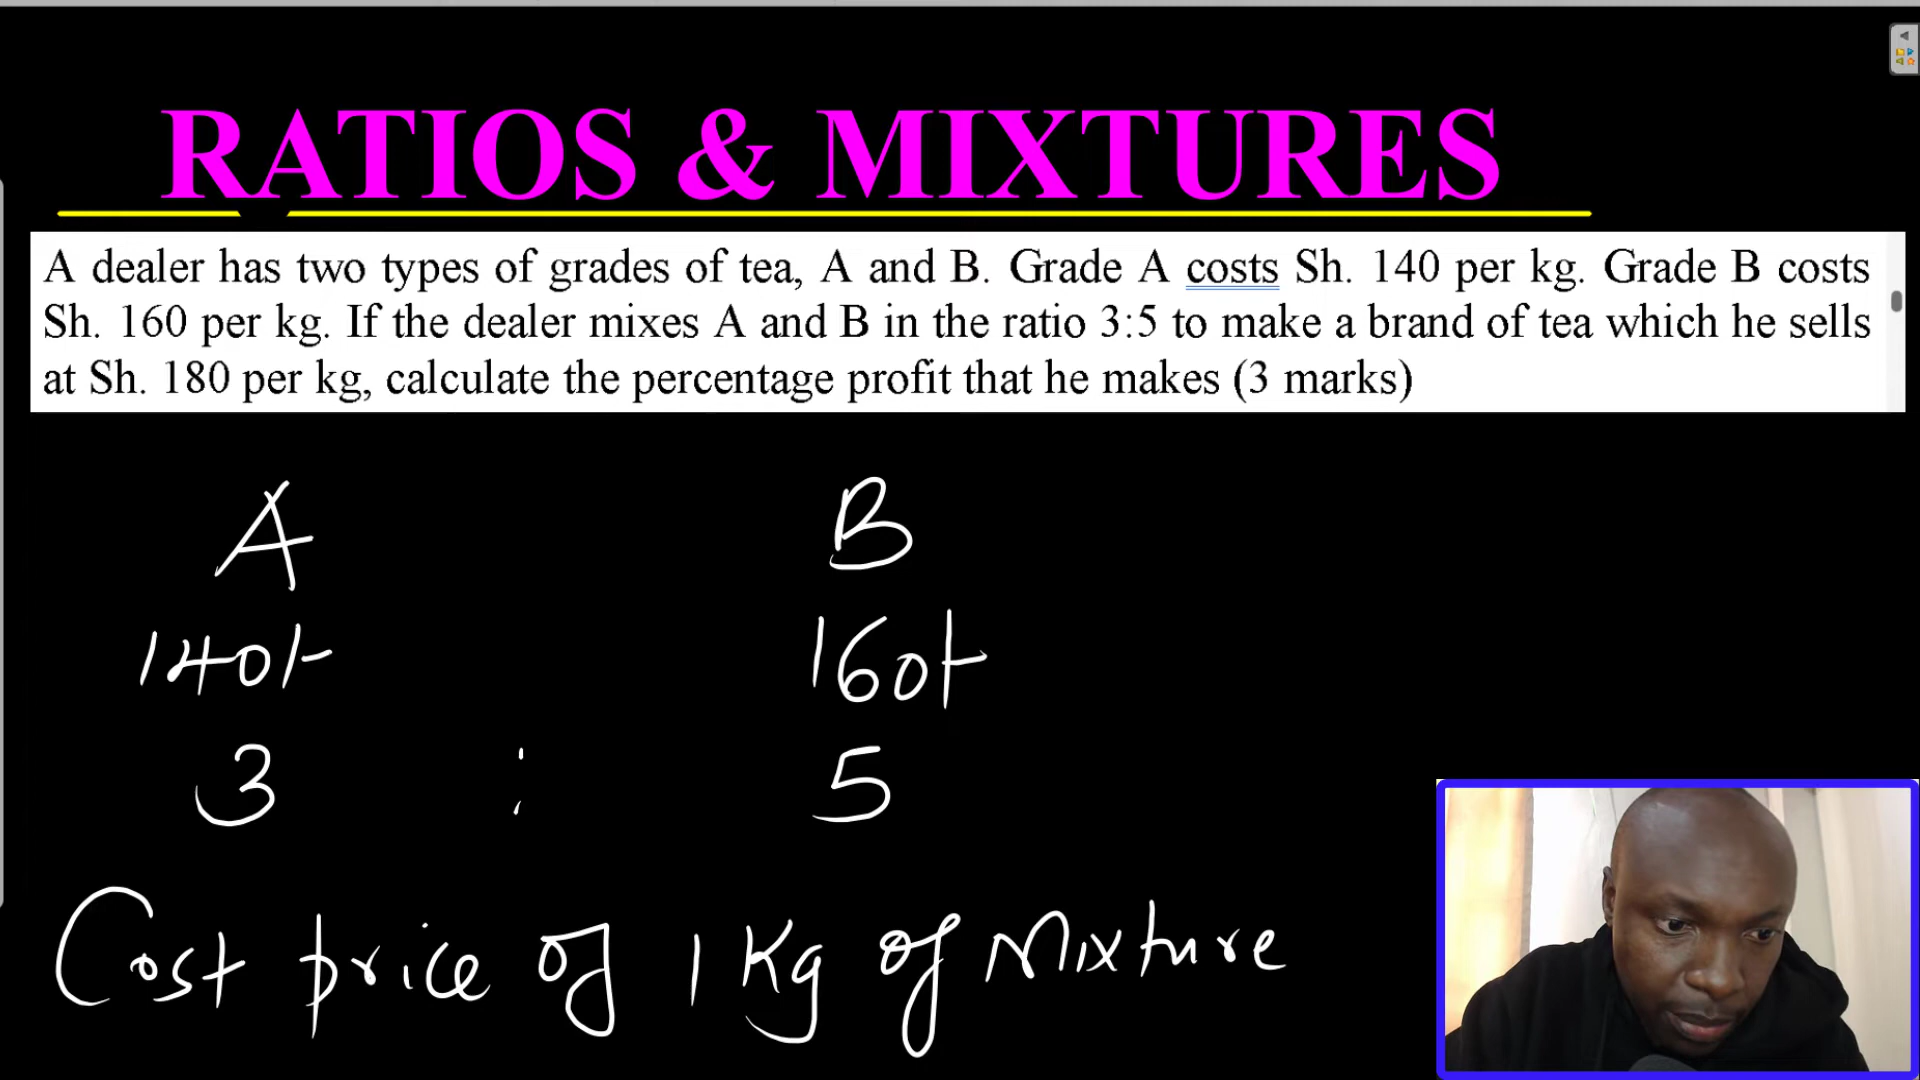 RATIOS & MIXTURES
A dealer has two types of grades of tea, A and B. Grade A costs Sh. 140 per kg. Grade B costs
Sh. 160 per kg. If the dealer mixes A and B in the ratio 3:5 to make a brand of tea which he sells
at Sh. 180 per kg, calculate the percentage profit that he makes (3 marks)
A B
140/- 160/-
3 : 5
Cost price of 1 Kg of Mixture